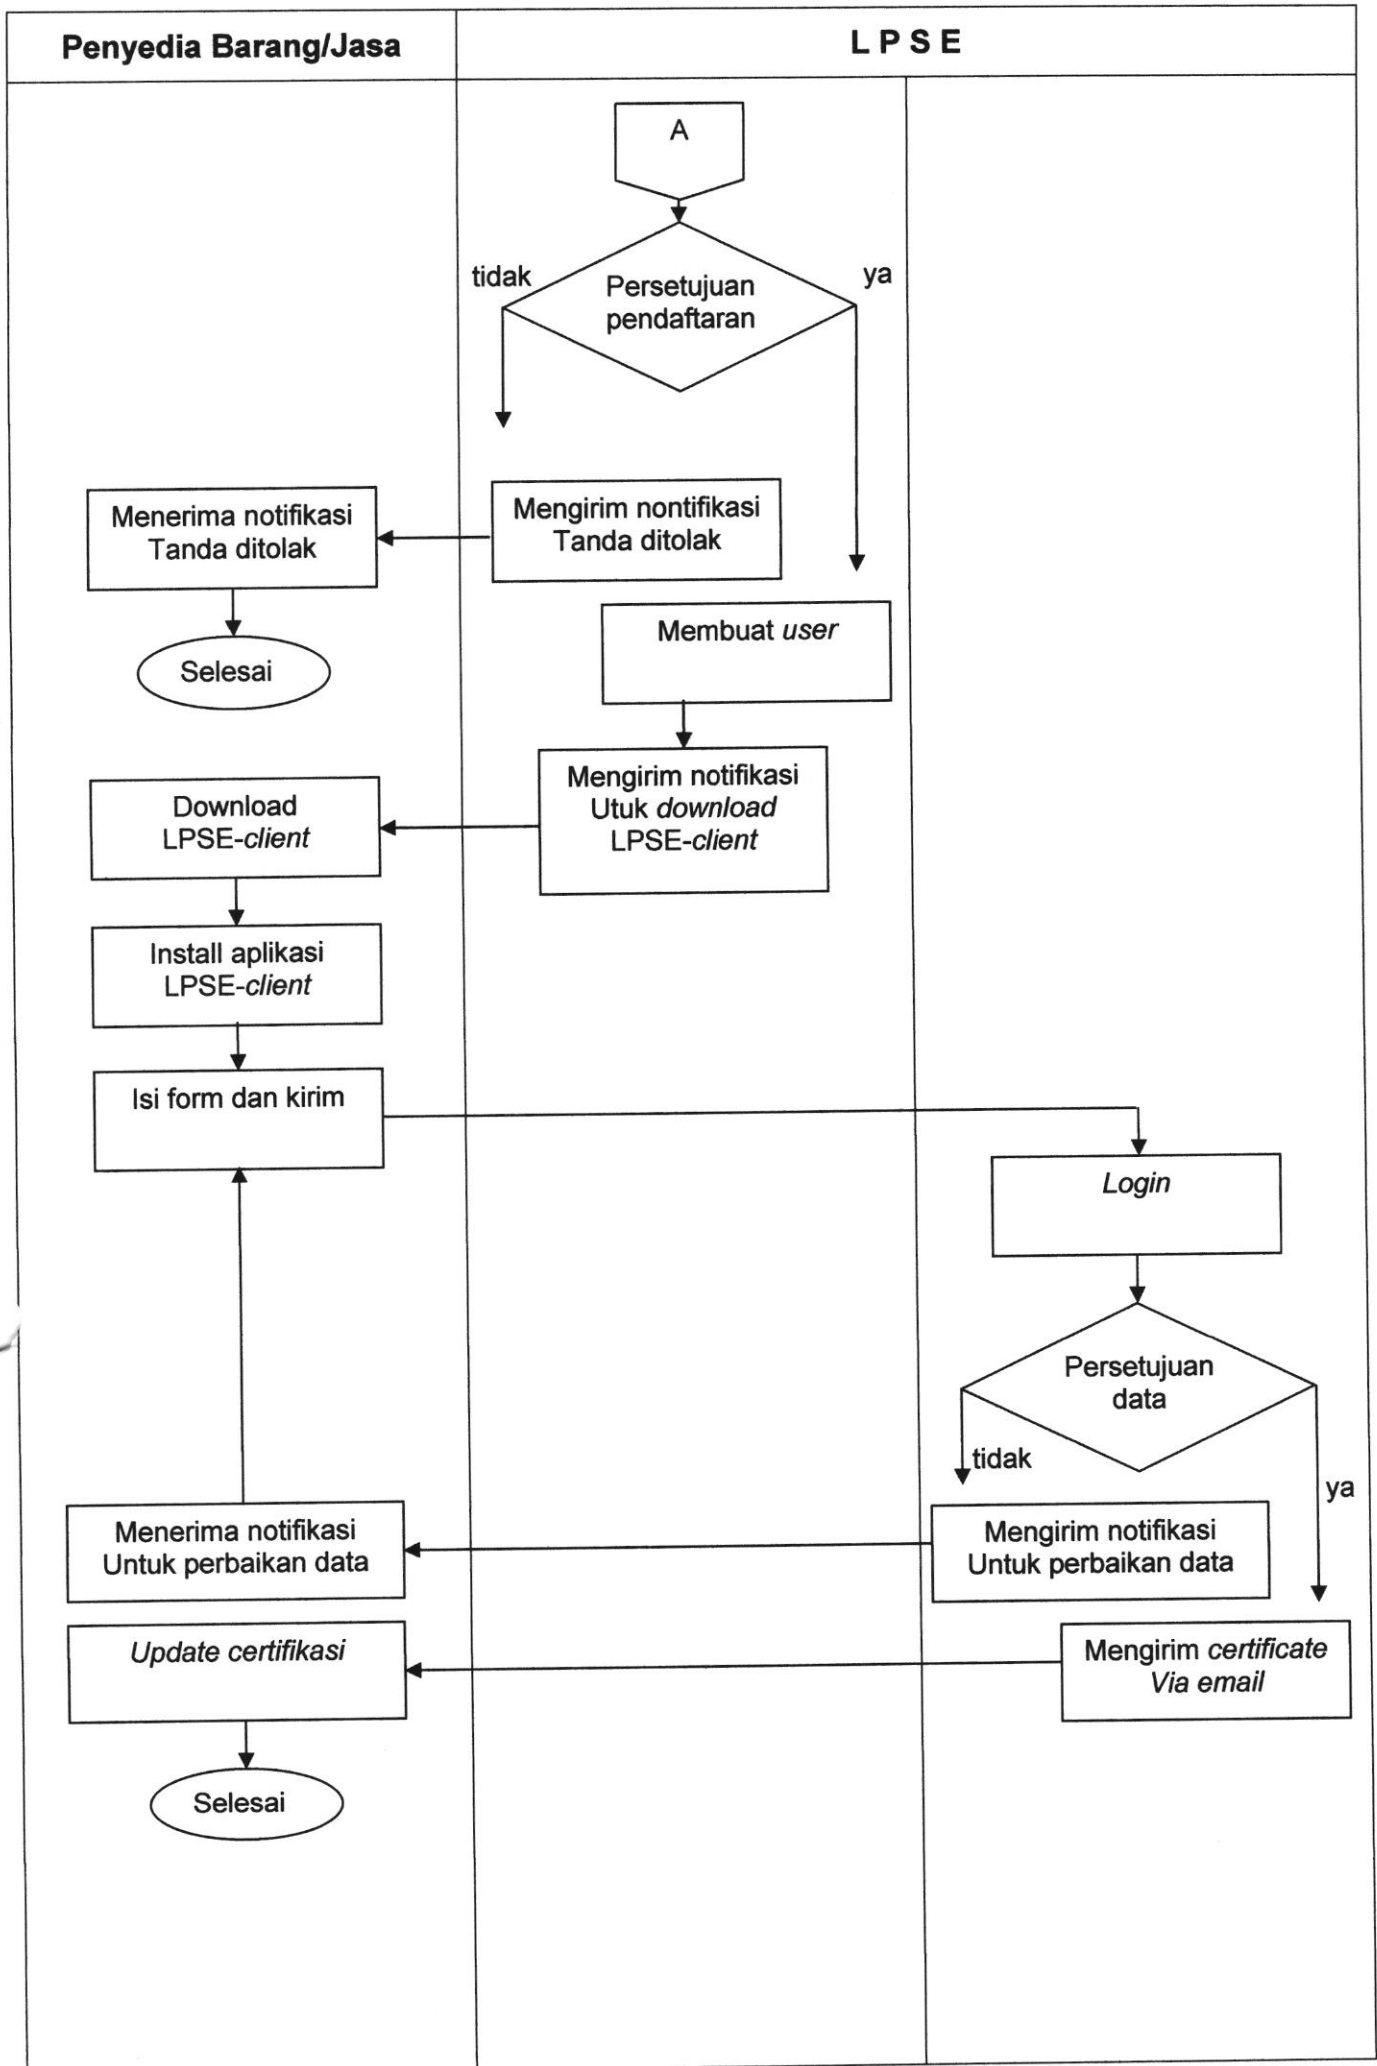 Penyedia Barang/Jasa
L P S E
A
tidak
ya
Persetujuan
pendaftaran
Menerima notifikasi
Tanda ditolak
Mengirim nontifikasi
Tanda ditolak
Selesai
Membuat user
Mengirim notifikasi
Utuk download
LPSE-client
Download
LPSE-client
Install aplikasi
LPSE-client
Isi form dan kirim
Login
Persetujuan
data
tidak
ya
Menerima notifikasi
Untuk perbaikan data
Mengirim notifikasi
Untuk perbaikan data
Update certifikasi
Mengirim certificate
Via email
Selesai